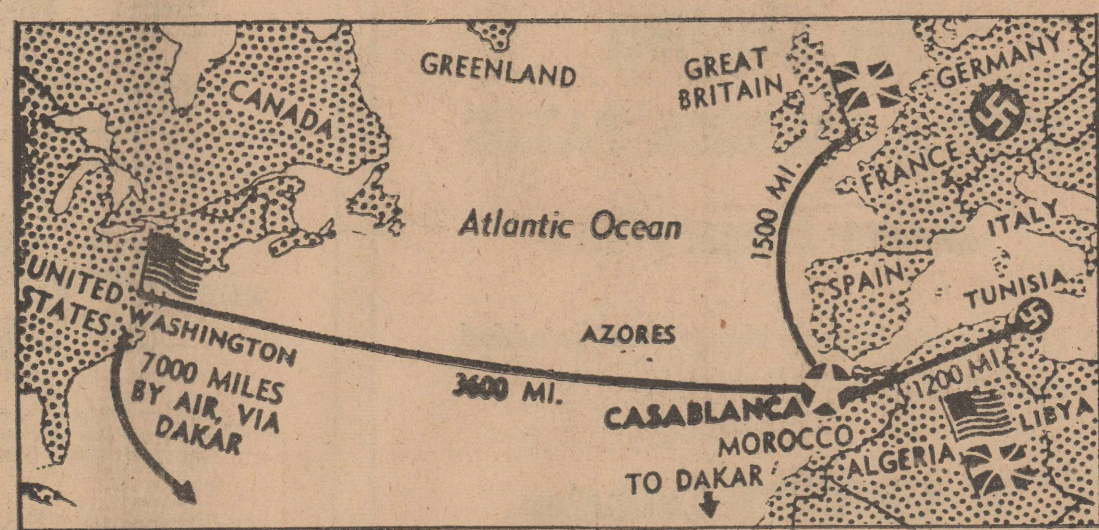 CANADA
GREENLAND
GREAT
BRITAIN
GERMANY
FRANCE
1500 MI.
Atlantic Ocean
ITALY
SPAIN
TUNISIA
UNITED
STATES
WASHINGTON
7000 MILES
BY AIR, VIA
DAKAR
AZORES
3600 MI.
CASABLANCA
MOROCCO
TO DAKAR
1200 MI.
LIBYA
ALGERIA